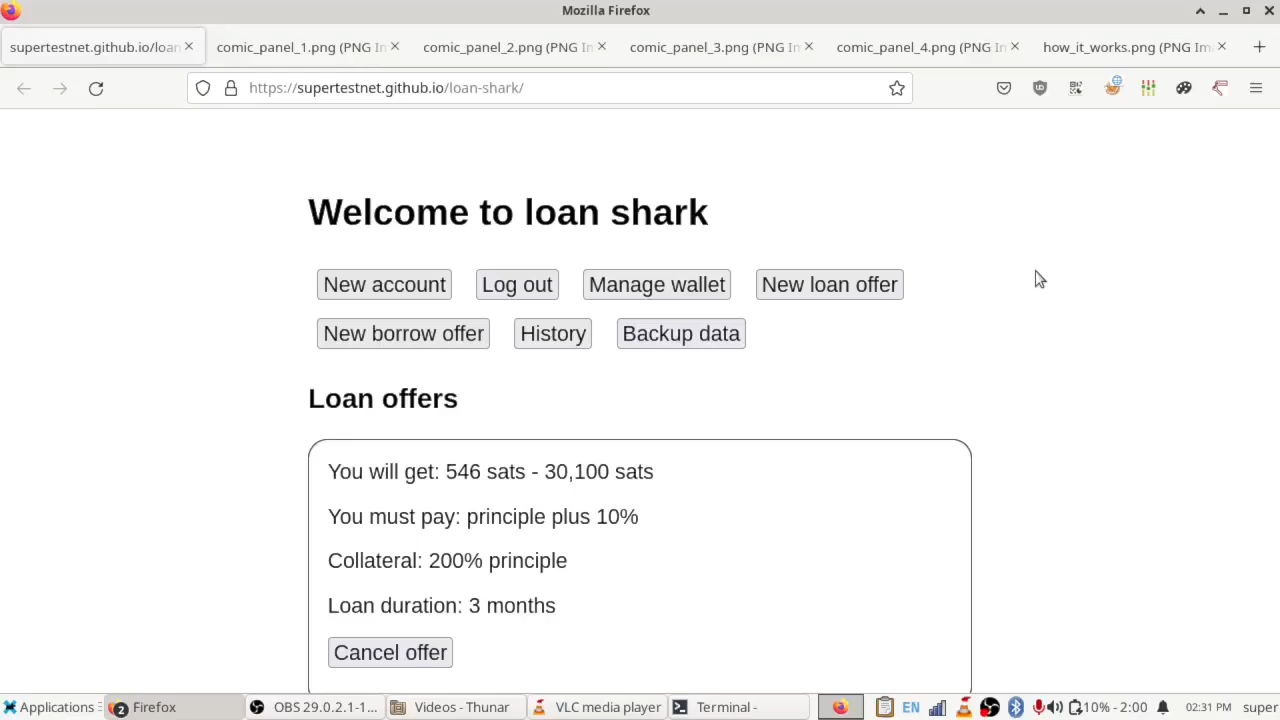 Mozilla Firefox
supertestnet.github.io/loan
comic_panel_1.png (PNG In
comic_panel_2.png (PNG In
comic_panel_3.png (PNG In
comic_panel_4.png (PNG In
how_it_works.png (PNG Ima
https://supertestnet.github.io/loan-shark/
Welcome to loan shark
New account
Log out
Manage wallet
New loan offer
New borrow offer
History
Backup data
Loan offers
You will get: 546 sats - 30,100 sats
You must pay: principle plus 10%
Collateral: 200% principle
Loan duration: 3 months
Cancel offer
Applications
2
Firefox
OBS 29.0.2.1-1...
Videos - Thunar
VLC media player
Terminal -
EN
10% - 2:00
02:31 PM
super